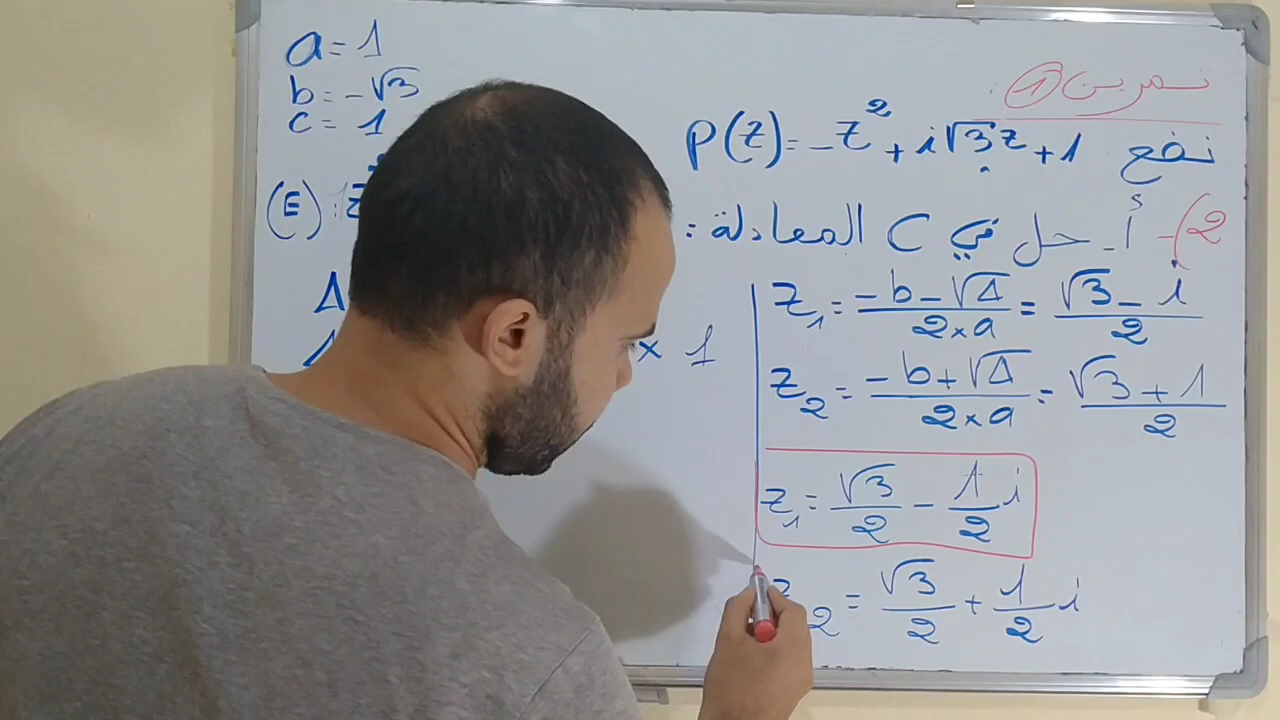 a = 1
b = -√3
c = 1
تمرين (1) :
نضع P(z) = -z² + i√3z + 1
2) - أ - حل في C المعادلة :
(E) : z
Δ
Δ × 1
z₁ = (-b - √Δ)/(2×a) = (√3 - i)/2
z₂ = (-b + √Δ)/(2×a) = (√3 + 1)/2
z₁ = √3/2 - 1/2 i
z₂ = √3/2 + 1/2 i